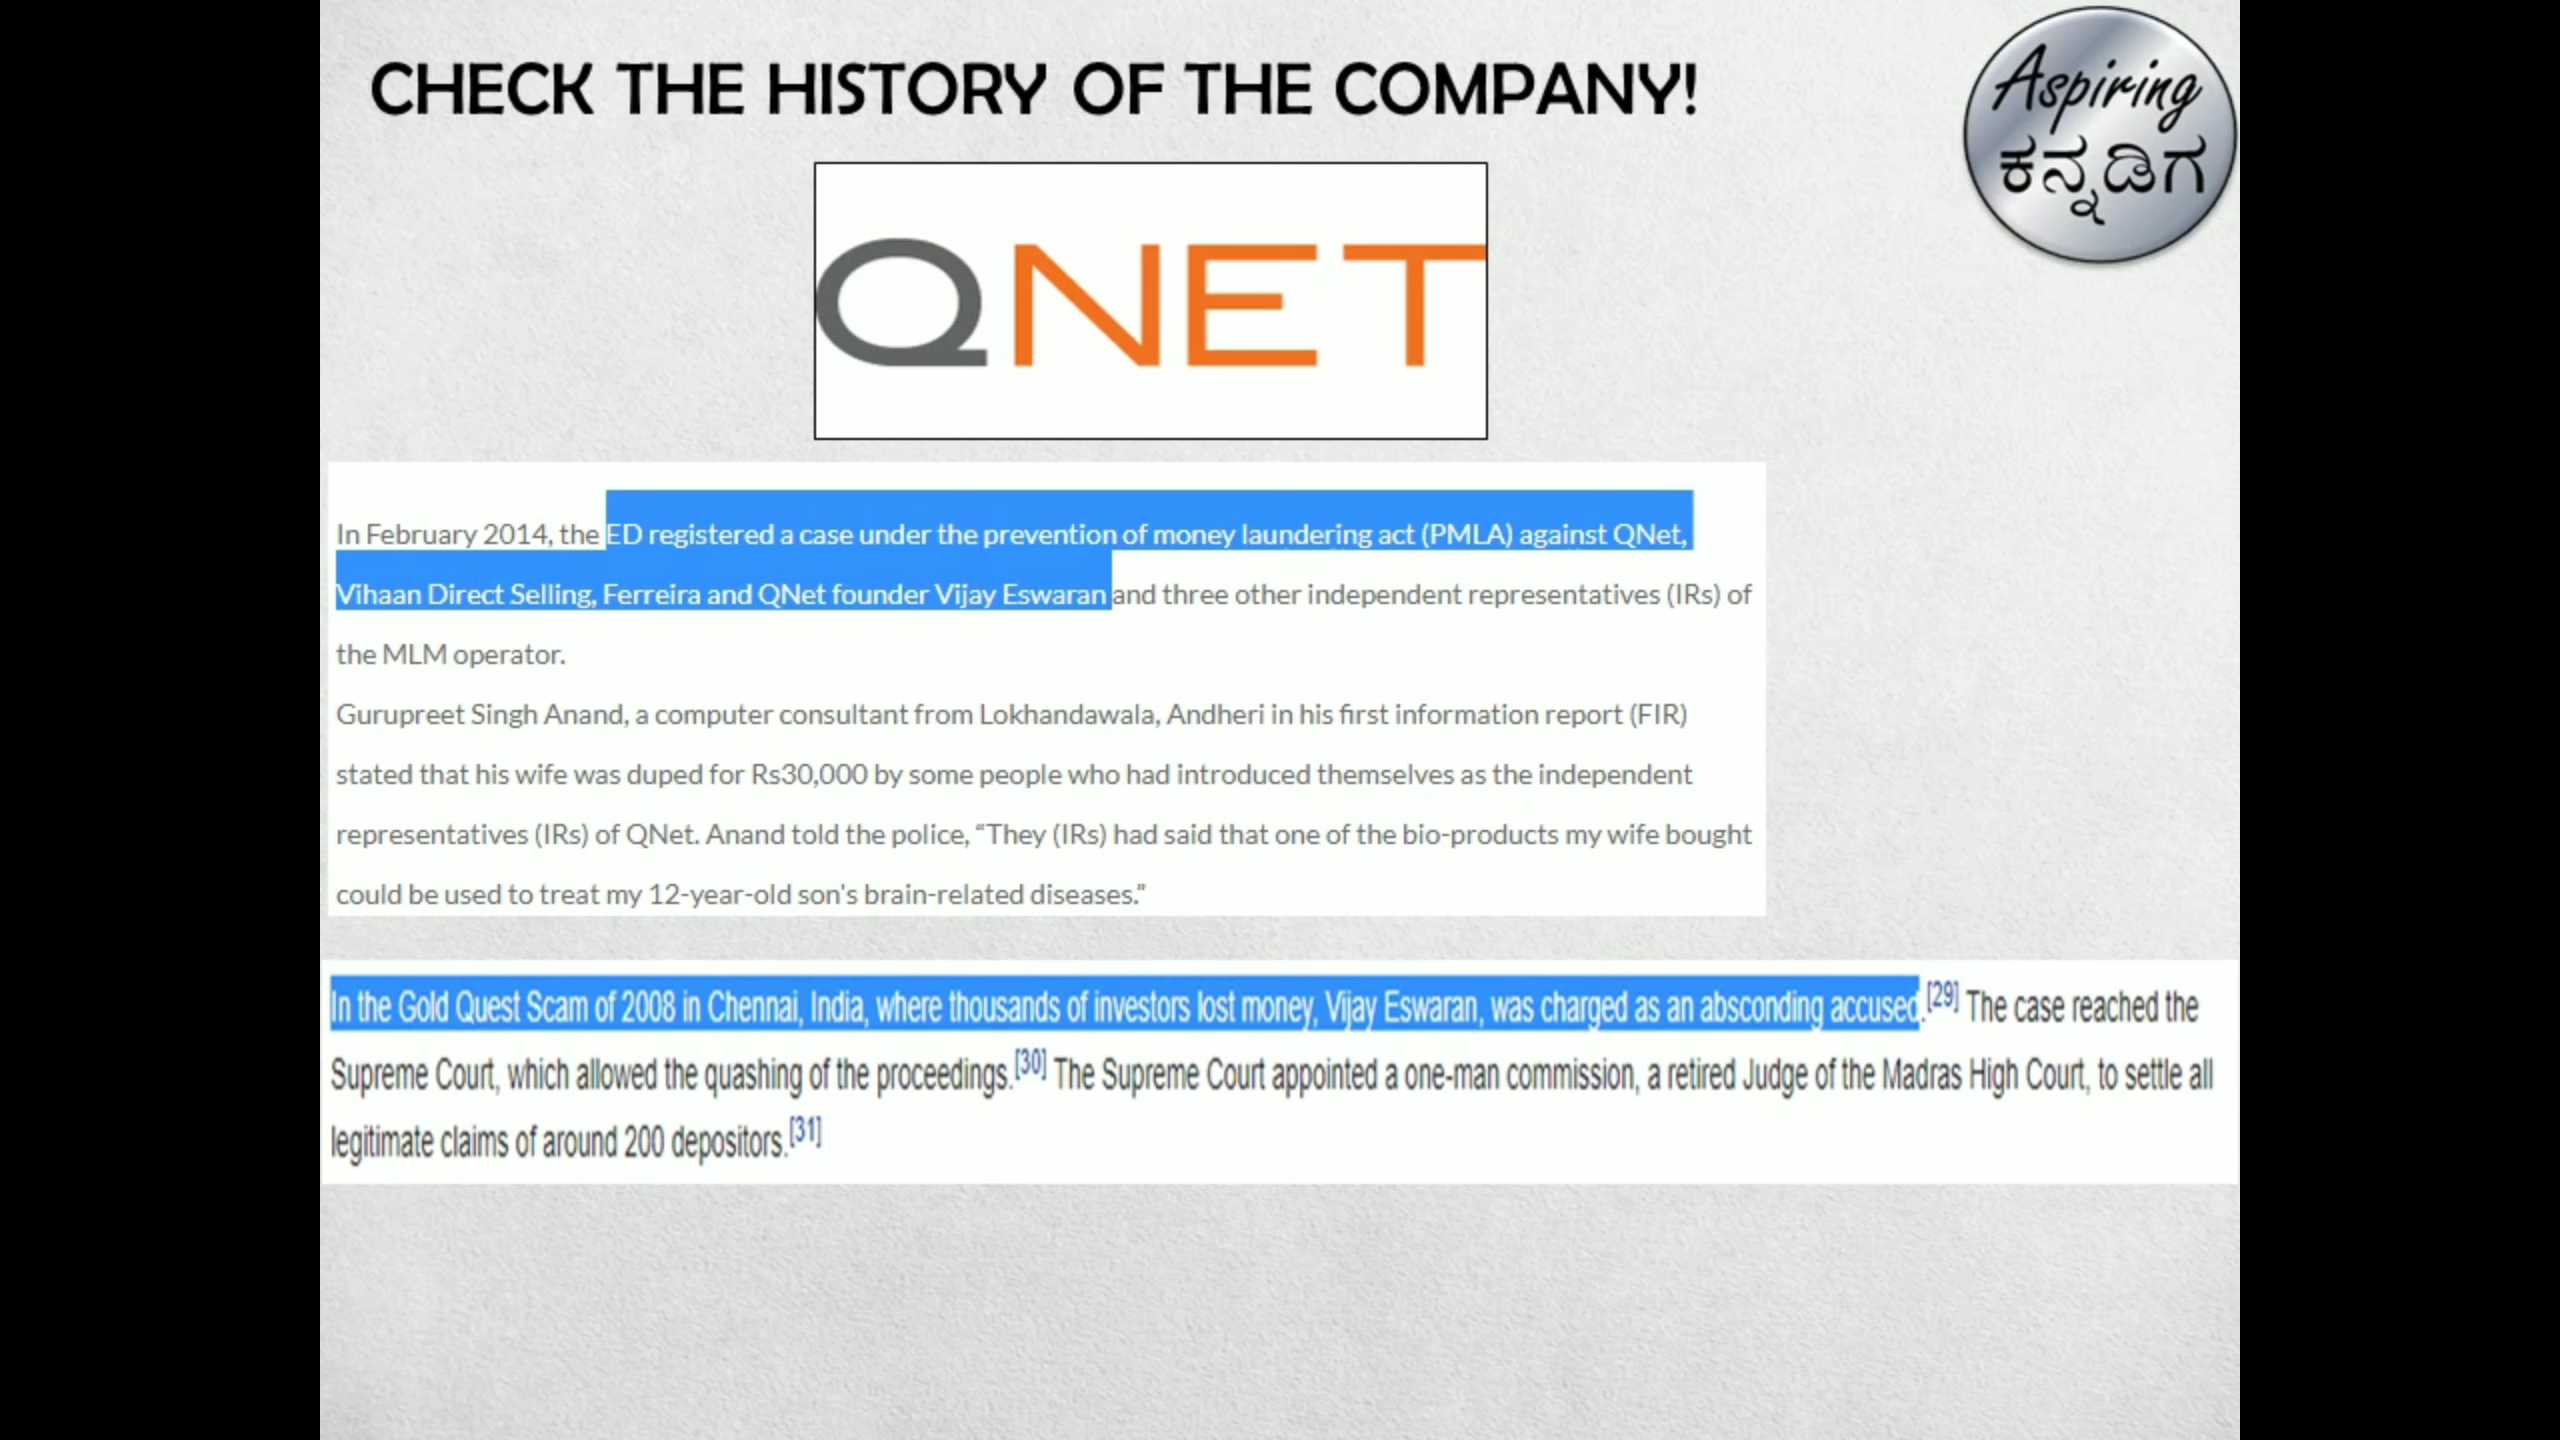 CHECK THE HISTORY OF THE COMPANY!
Aspiring
ಕನ್ನಡಿಗ
QNET
In February 2014, the ED registered a case under the prevention of money laundering act (PMLA) against QNet,
Vihaan Direct Selling, Ferreira and QNet founder Vijay Eswaran and three other independent representatives (IRs) of
the MLM operator.
Gurupreet Singh Anand, a computer consultant from Lokhandawala, Andheri in his first information report (FIR)
stated that his wife was duped for Rs30,000 by some people who had introduced themselves as the independent
representatives (IRs) of QNet. Anand told the police, “They (IRs) had said that one of the bio-products my wife bought
could be used to treat my 12-year-old son's brain-related diseases.”
In the Gold Quest Scam of 2008 in Chennai, India, where thousands of investors lost money, Vijay Eswaran, was charged as an absconding accused.[29] The case reached the
Supreme Court, which allowed the quashing of the proceedings.[30] The Supreme Court appointed a one-man commission, a retired Judge of the Madras High Court, to settle all
legitimate claims of around 200 depositors.[31]